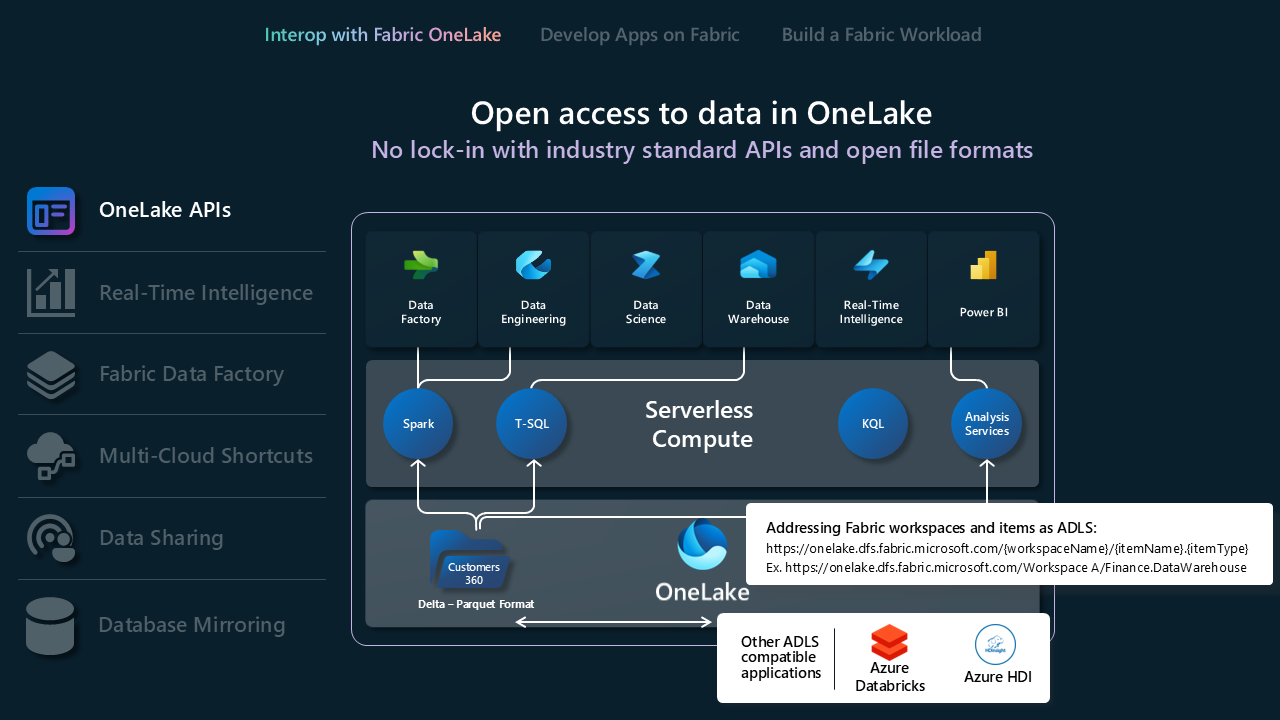 Interop with Fabric OneLake
Develop Apps on Fabric
Build a Fabric Workload
Open access to data in OneLake
No lock-in with industry standard APIs and open file formats
OneLake APIs
Real-Time Intelligence
Fabric Data Factory
Multi-Cloud Shortcuts
Data Sharing
Database Mirroring
Data
Factory
Data
Engineering
Data
Science
Data
Warehouse
Real-Time
Intelligence
Power BI
Spark
T-SQL
Serverless
Compute
KQL
Analysis
Services
Customers
360
Delta – Parquet Format
OneLake
Addressing Fabric workspaces and items as ADLS:
https://onelake.dfs.fabric.microsoft.com/{workspaceName}/{itemName}.{itemType}
Ex. https://onelake.dfs.fabric.microsoft.com/Workspace A/Finance.DataWarehouse
Other ADLS
compatible
applications
Azure
Databricks
HDInsight
Azure HDI